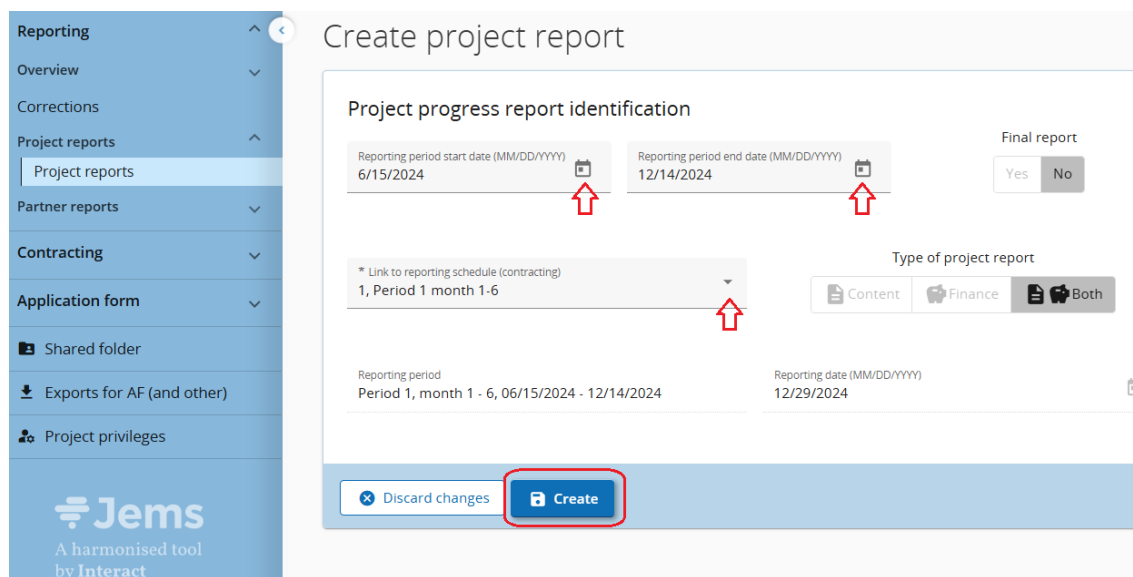 Reporting
Overview
Corrections
Project reports
Project reports
Partner reports
Contracting
Application form
Shared folder
Exports for AF (and other)
Project privileges
Jems
A harmonised tool
by Interact
Create project report
Project progress report identification
Reporting period start date (MM/DD/YYYY)
6/15/2024
Reporting period end date (MM/DD/YYYY)
12/14/2024
Final report
Yes No
* Link to reporting schedule (contracting)
1, Period 1 month 1-6
Type of project report
Content Finance Both
Reporting period
Period 1, month 1 - 6, 06/15/2024 - 12/14/2024
Reporting date (MM/DD/YYYY)
12/29/2024
Discard changes Create